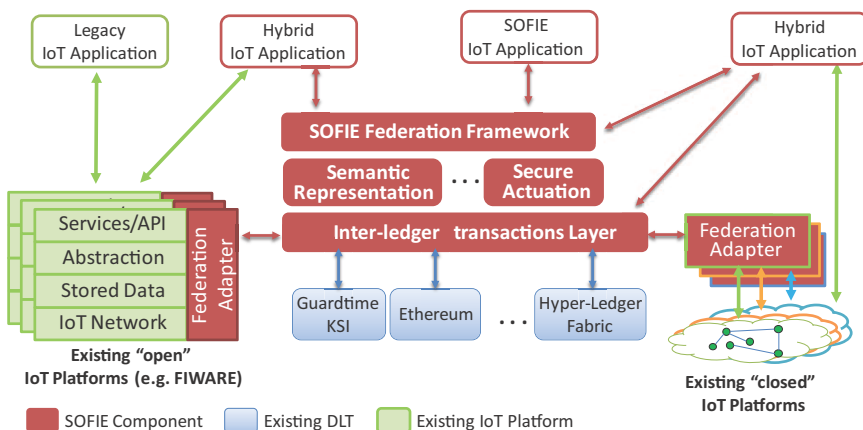 Legacy
IoT Application
Hybrid
IoT Application
SOFIE
IoT Application
Hybrid
IoT Application
SOFIE Federation Framework
Semantic
Representation
...
Secure
Actuation
Inter-ledger transactions Layer
Services/API
Abstraction
Stored Data
IoT Network
Federation
Adapter
Federation
Adapter
Guardtime
KSI
Ethereum
...
Hyper-Ledger
Fabric
Existing “open”
IoT Platforms (e.g. FIWARE)
Existing “closed”
IoT Platforms
SOFIE Component
Existing DLT
Existing IoT Platform